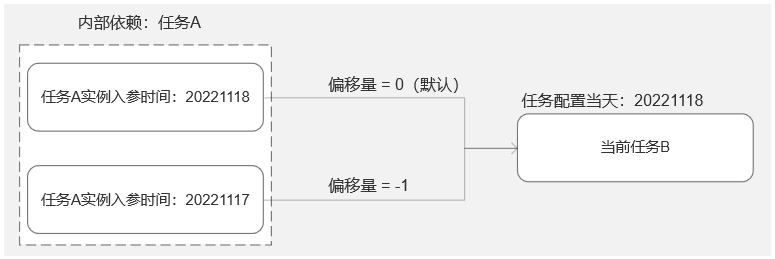 内部依赖：任务A
任务A实例入参时间：20221118
偏移量 = 0（默认）
任务配置当天：20221118
当前任务B
任务A实例入参时间：20221117
偏移量 = -1